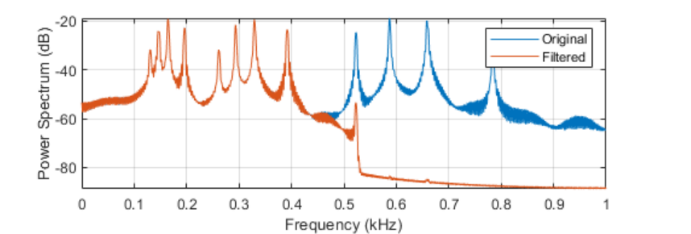 -20
-40
-60
-80
Power Spectrum (dB)
Original
Filtered
0 0.1 0.2 0.3 0.4 0.5 0.6 0.7 0.8 0.9 1
Frequency (kHz)